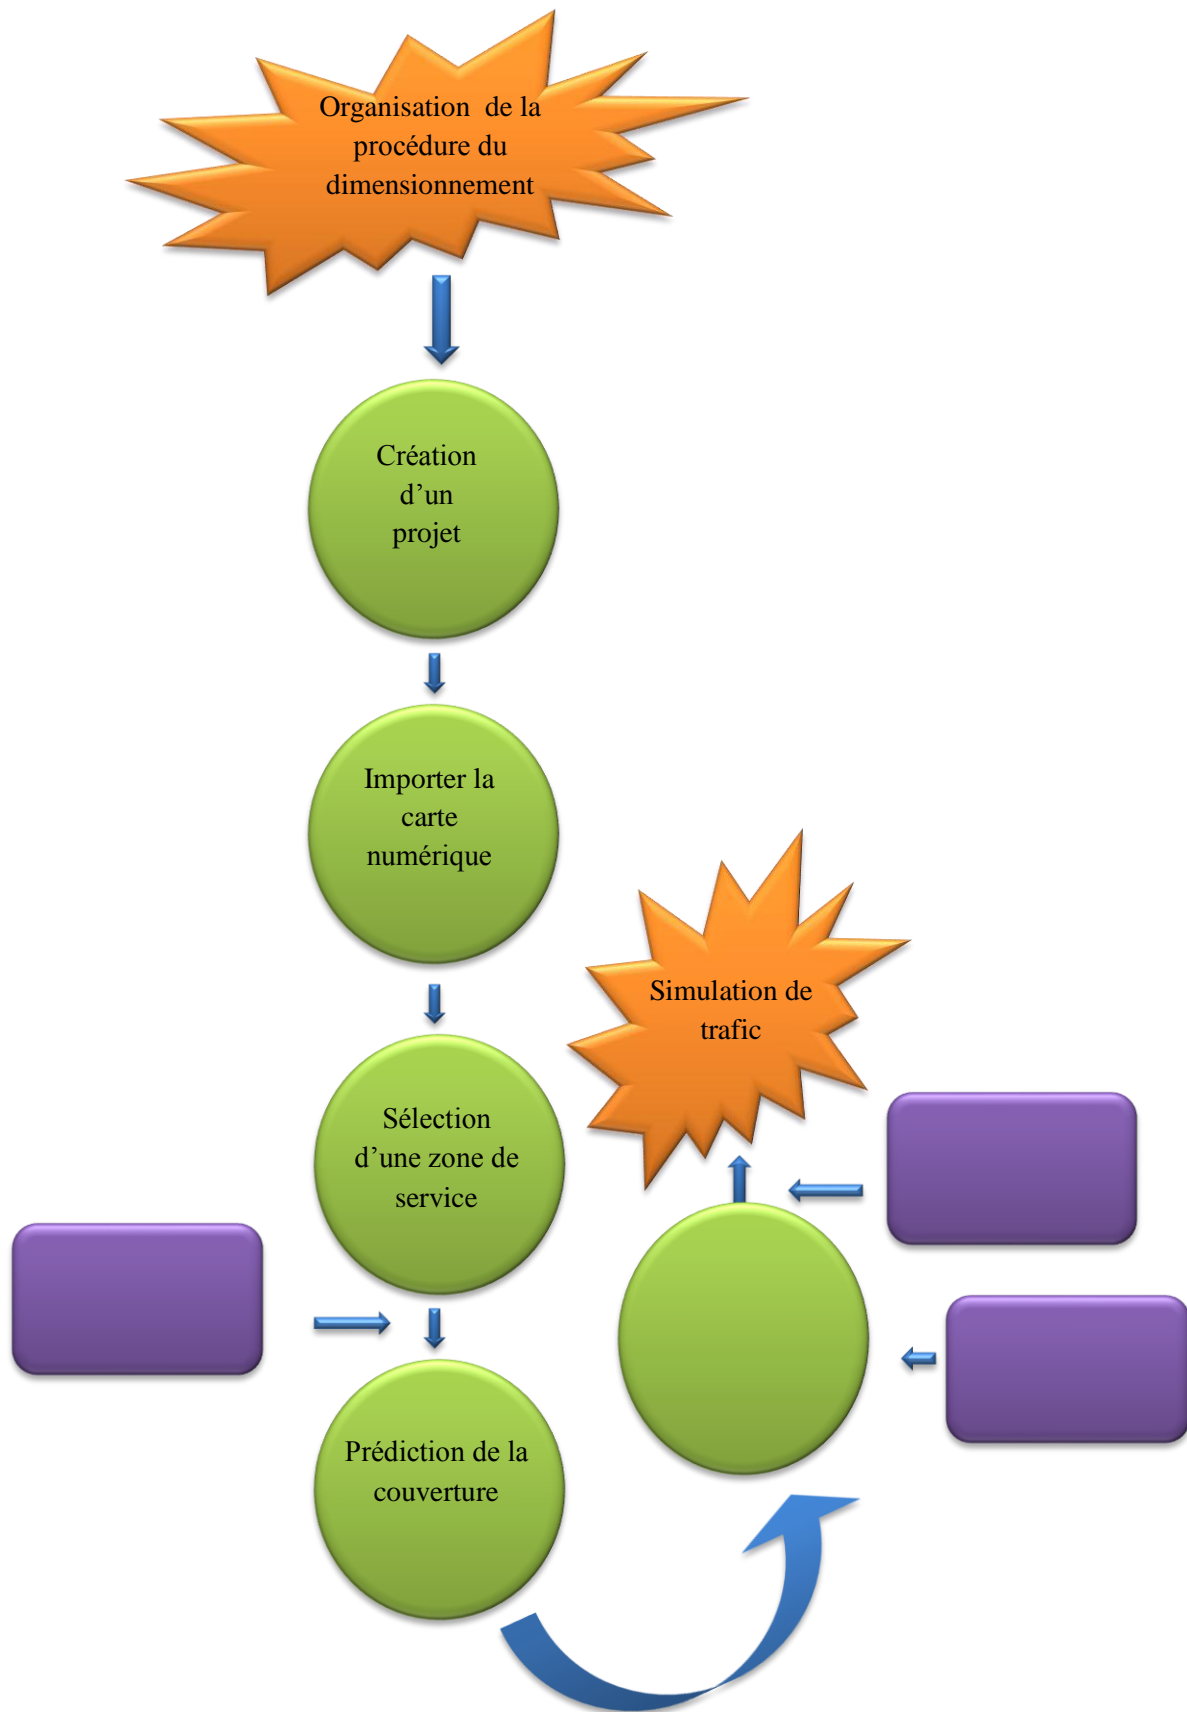 Organisation de la
procédure du
dimensionnement
Création
d’un
projet
Importer la
carte
numérique
Sélection
d’une zone de
service
Prédiction de la
couverture
Simulation de
trafic